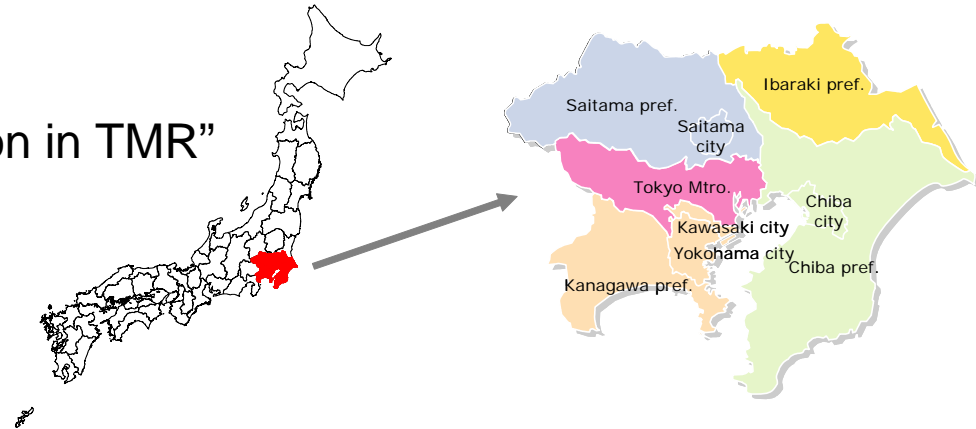 on in TMR”
Ibaraki pref.
Saitama pref.
Saitama
city
Tokyo Mtro.
Chiba
city
Kawasaki city
Yokohama city
Chiba pref.
Kanagawa pref.